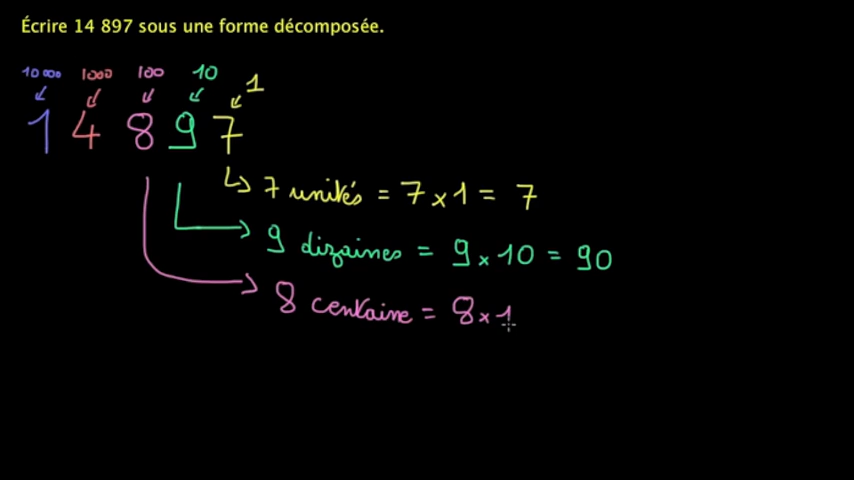 Écrire 14 897 sous une forme décomposée.
10 000 1000 100 10 1
1 4 8 9 7
7 unités = 7 × 1 = 7
9 dizaines = 9 × 10 = 90
8 centaine = 8 × 1